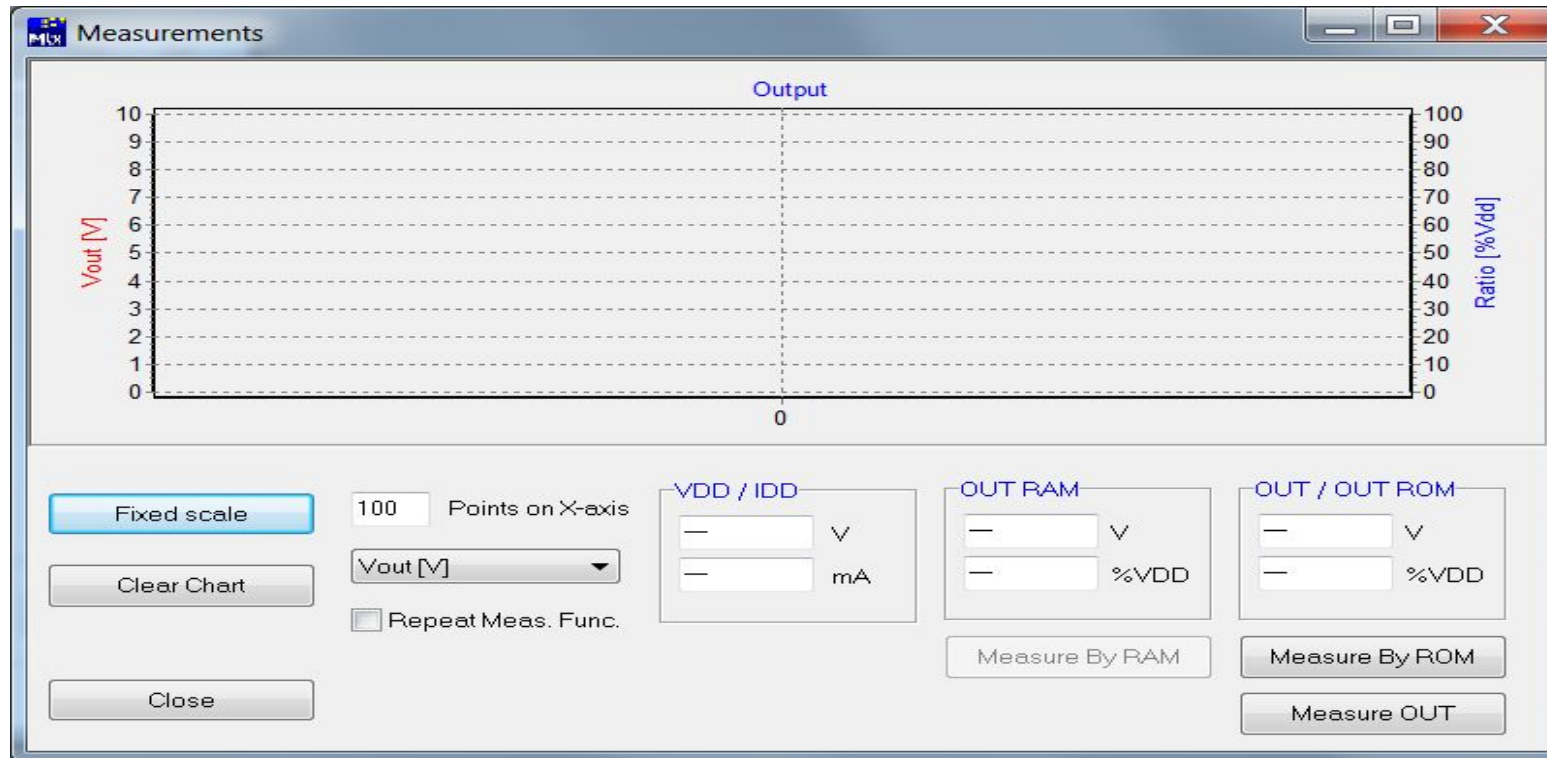 Mlx Measurements
Output
10 100
9 90
8 80
7 70
6 60
5 50
4 40
3 30
2 20
1 10
0 0
Vout [V]
Ratio [%Vdd]
0
Fixed scale
Clear Chart
Close
100 Points on X-axis
Vout [V]
Repeat Meas. Func.
VDD / IDD
— V
— mA
OUT RAM
— V
— %VDD
Measure By RAM
OUT / OUT ROM
— V
— %VDD
Measure By ROM
Measure OUT